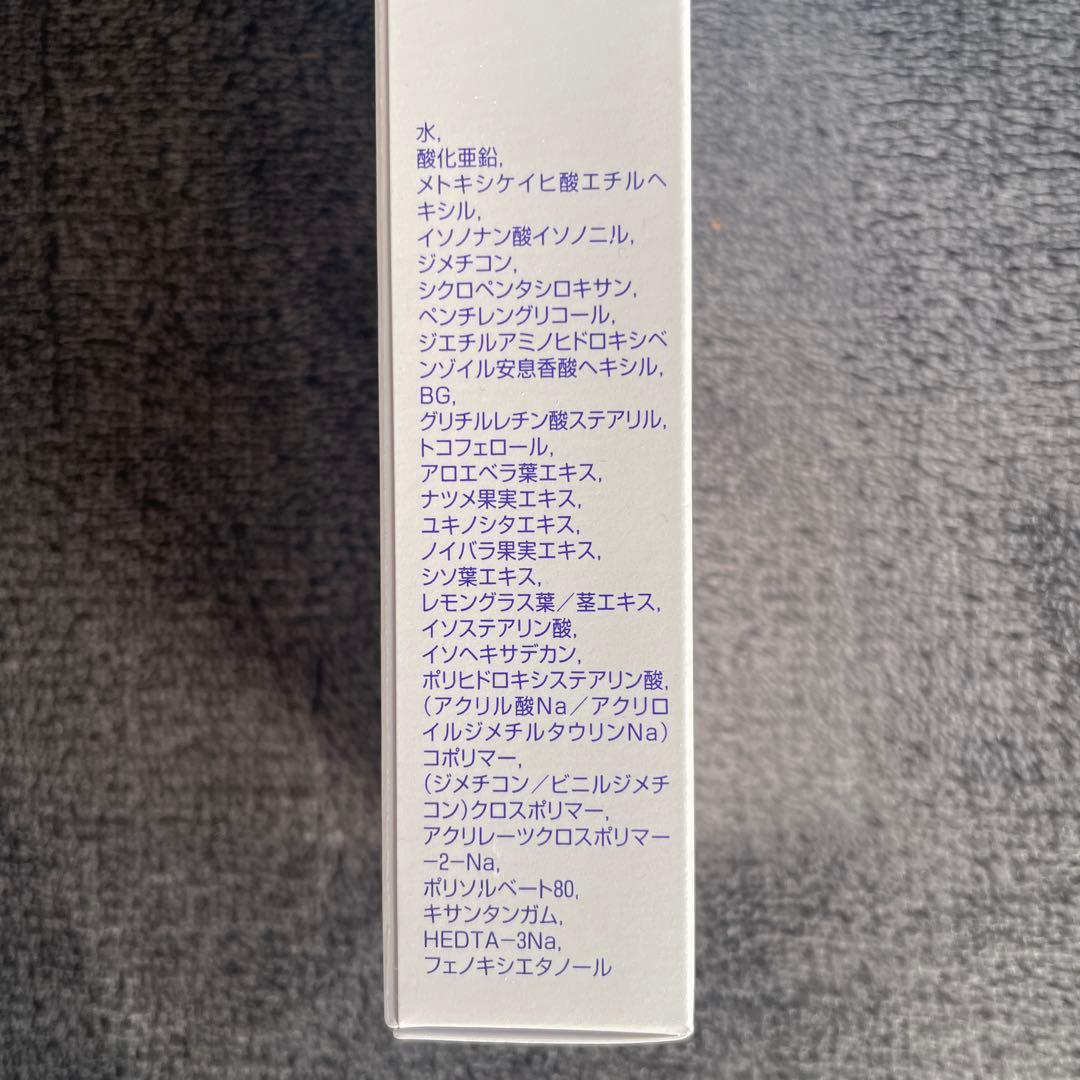 水,
酸化亜鉛,
メトキシケイヒ酸エチルヘ
キシル,
イソノナン酸イソノニル,
ジメチコン,
シクロペンタシロキサン,
ペンチレングリコール,
ジエチルアミノヒドロキシベ
ンゾイル安息香酸ヘキシル,
BG,
グリチルレチン酸ステアリル,
トコフェロール,
アロエベラ葉エキス,
ナツメ果実エキス,
ユキノシタエキス,
ノイバラ果実エキス,
シソ葉エキス,
レモングラス葉／茎エキス,
イソステアリン酸,
イソヘキサデカン,
ポリヒドロキシステアリン酸,
(アクリル酸Na／アクリロ
イルジメチルタウリンNa)
コポリマー,
(ジメチコン／ビニルジメチ
コン)クロスポリマー,
アクリレーツクロスポリマー
-2-Na,
ポリソルベート80,
キサンタンガム,
HEDTA-3Na,
フェノキシエタノール